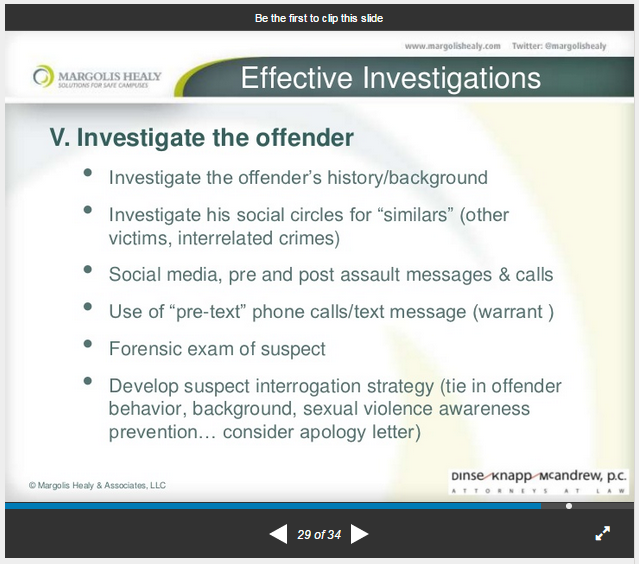 Be the first to clip this slide
www.margolishealy.com Twitter: @margolishealy
MARGOLIS HEALY
SOLUTIONS FOR SAFE CAMPUSES
Effective Investigations
V. Investigate the offender
• Investigate the offender's history/background
• Investigate his social circles for “similars” (other
victims, interrelated crimes)
• Social media, pre and post assault messages & calls
• Use of “pre-text” phone calls/text message (warrant )
• Forensic exam of suspect
• Develop suspect interrogation strategy (tie in offender
behavior, background, sexual violence awareness
prevention… consider apology letter)
© Margolis Healy & Associates, LLC
DINSE/KNAPP/MCANDREW, P.C.
ATTORNEYS AT LAW
29 of 34